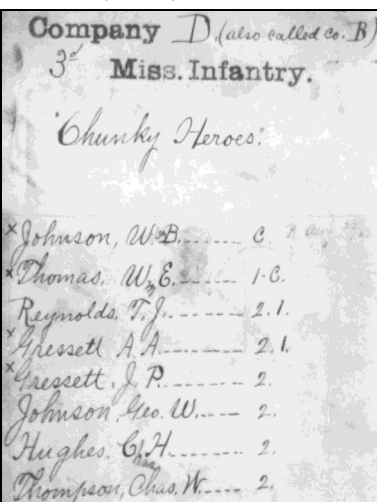 Company D. (also called co. B)
3d Miss. Infantry.
"Chunky Heroes."
x Johnson, W. B. ------- C.
x Thomas, W. E. ------- 1-C.
Reynolds, T. J. ------- 2. 1.
x Gressett A. A. ------- 2. 1.
x Gressett, J. P. ------- 2.
Johnson, Geo. W. ----- 2.
Hughes, C. H. ------- 2.
Thompson, Chas. W. ---- 2.